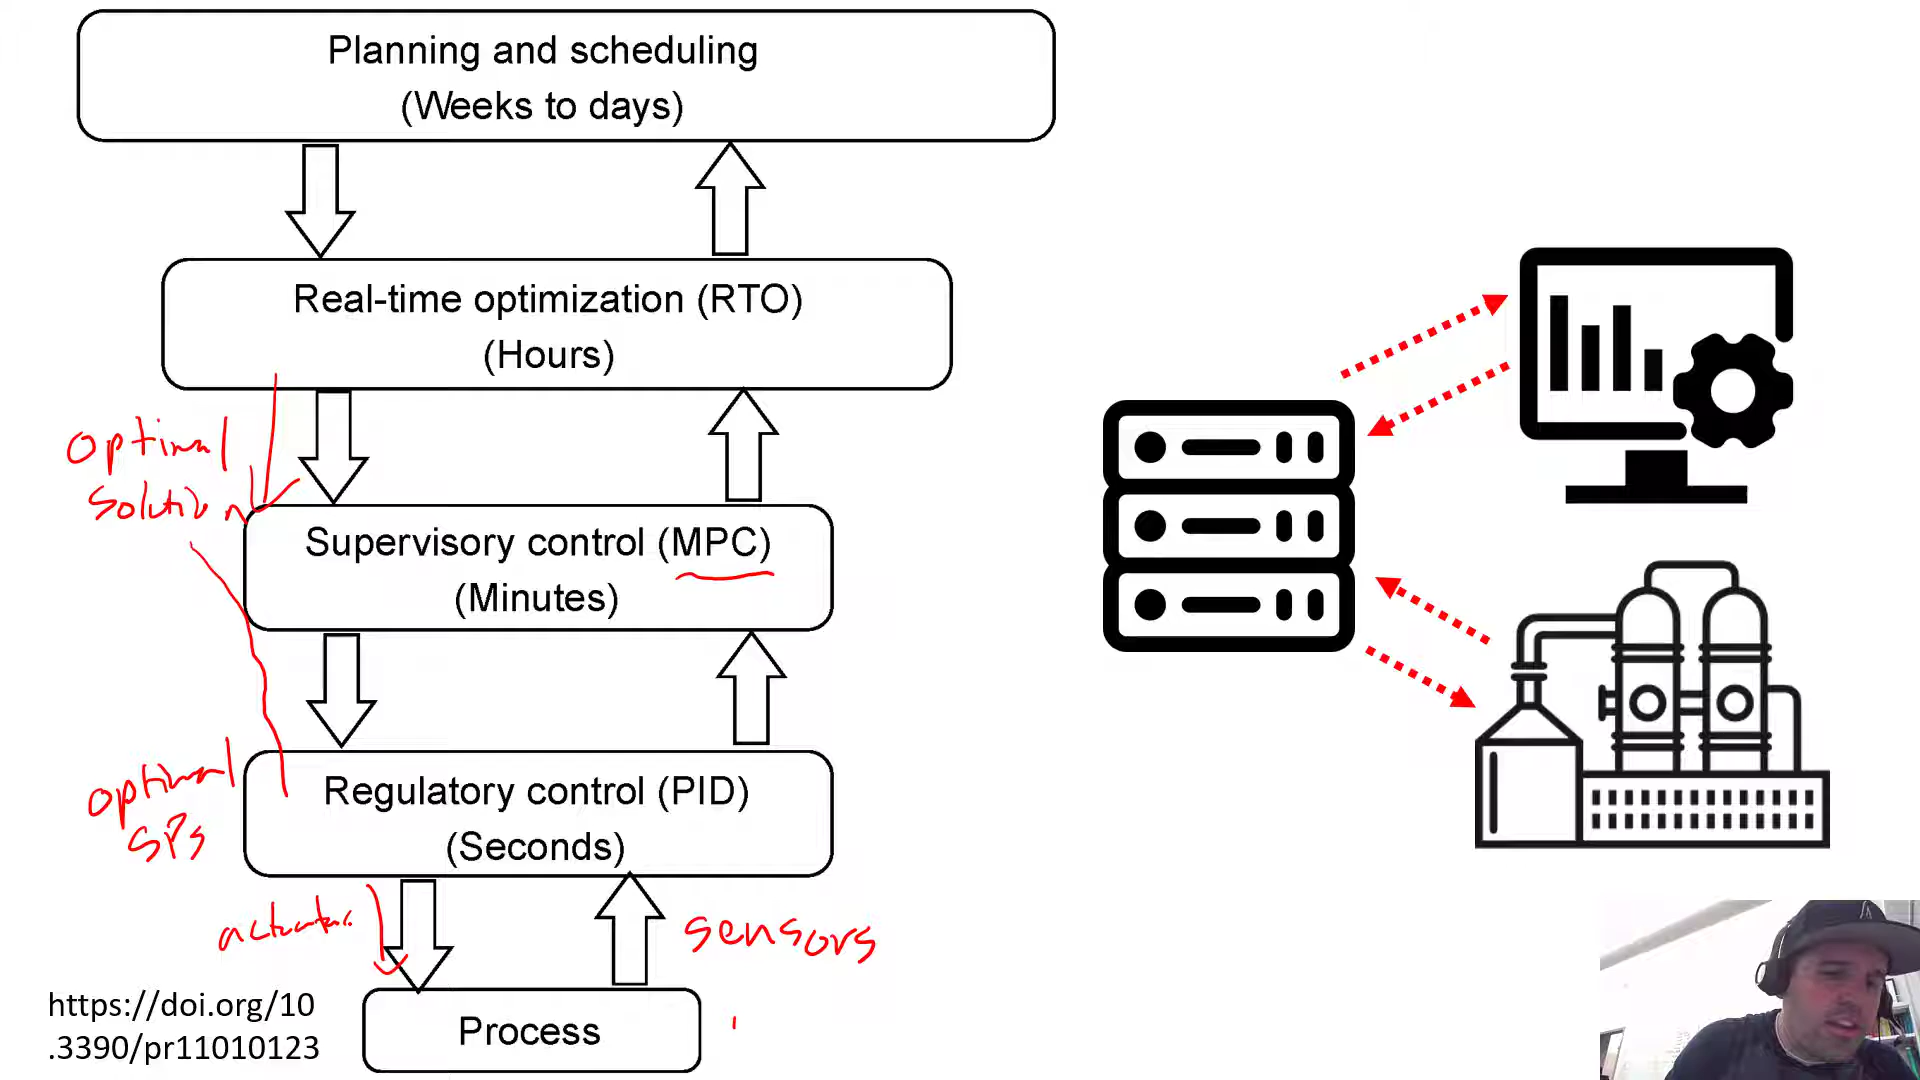 Planning and scheduling
(Weeks to days)
Real-time optimization (RTO)
(Hours)
Optimal
Solution
Supervisory control (MPC)
(Minutes)
optimal
SPs
Regulatory control (PID)
(Seconds)
sensors
https://doi.org/10
.3390/pr11010123
Process